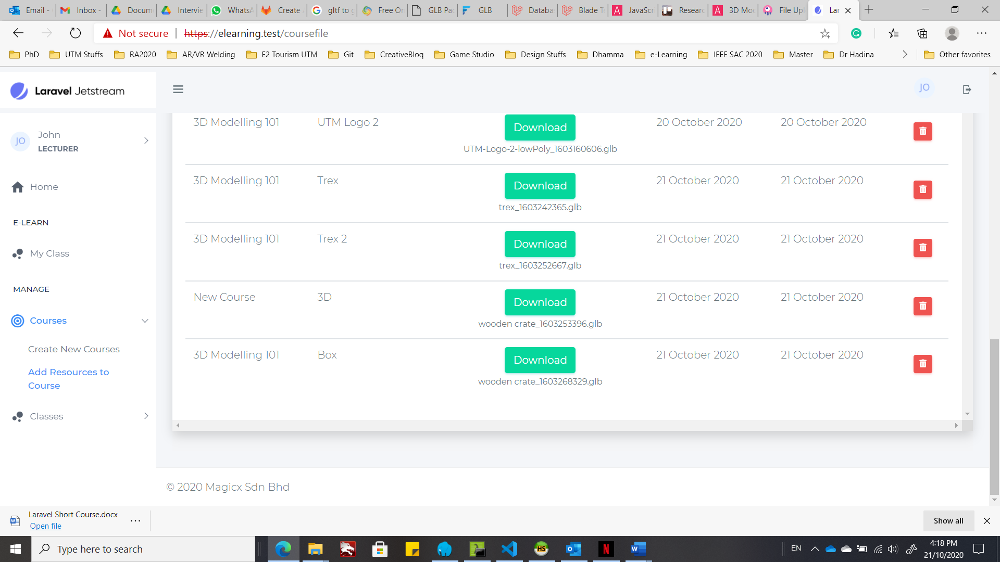 Email -
Inbox -
Docum
Intervie
WhatsA
Create
gltf to g
Free On
GLB Pac
GLB
Databa
Blade T
JavaScri
Researc
3D Mod
File Upl
Lar
Not secure | https://elearning.test/coursefile
PhD
UTM Stuffs
RA2020
AR/VR Welding
E2 Tourism UTM
Git
CreativeBloq
Game Studio
Design Stuffs
Dhamma
e-Learning
IEEE SAC 2020
Master
Dr Hadina
Other favorites
Laravel Jetstream
JO
JO
John
LECTURER
Home
E-LEARN
My Class
MANAGE
Courses
Create New Courses
Add Resources to
Course
Classes
3D Modelling 101 UTM Logo 2 Download 20 October 2020 20 October 2020
UTM-Logo-2-lowPoly_1603160606.glb
3D Modelling 101 Trex Download 21 October 2020 21 October 2020
trex_1603242365.glb
3D Modelling 101 Trex 2 Download 21 October 2020 21 October 2020
trex_1603252667.glb
New Course 3D Download 21 October 2020 21 October 2020
wooden crate_1603253396.glb
3D Modelling 101 Box Download 21 October 2020 21 October 2020
wooden crate_1603268329.glb
© 2020 Magicx Sdn Bhd
Laravel Short Course.docx
Open file
Show all
Type here to search
HS
N
EN
4:18 PM
21/10/2020